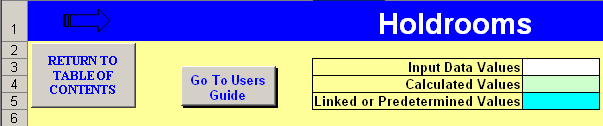 1 Holdrooms
2
RETURN TO
TABLE OF
CONTENTS
Go To Users
Guide
3 Input Data Values
4 Calculated Values
5 Linked or Predetermined Values
6